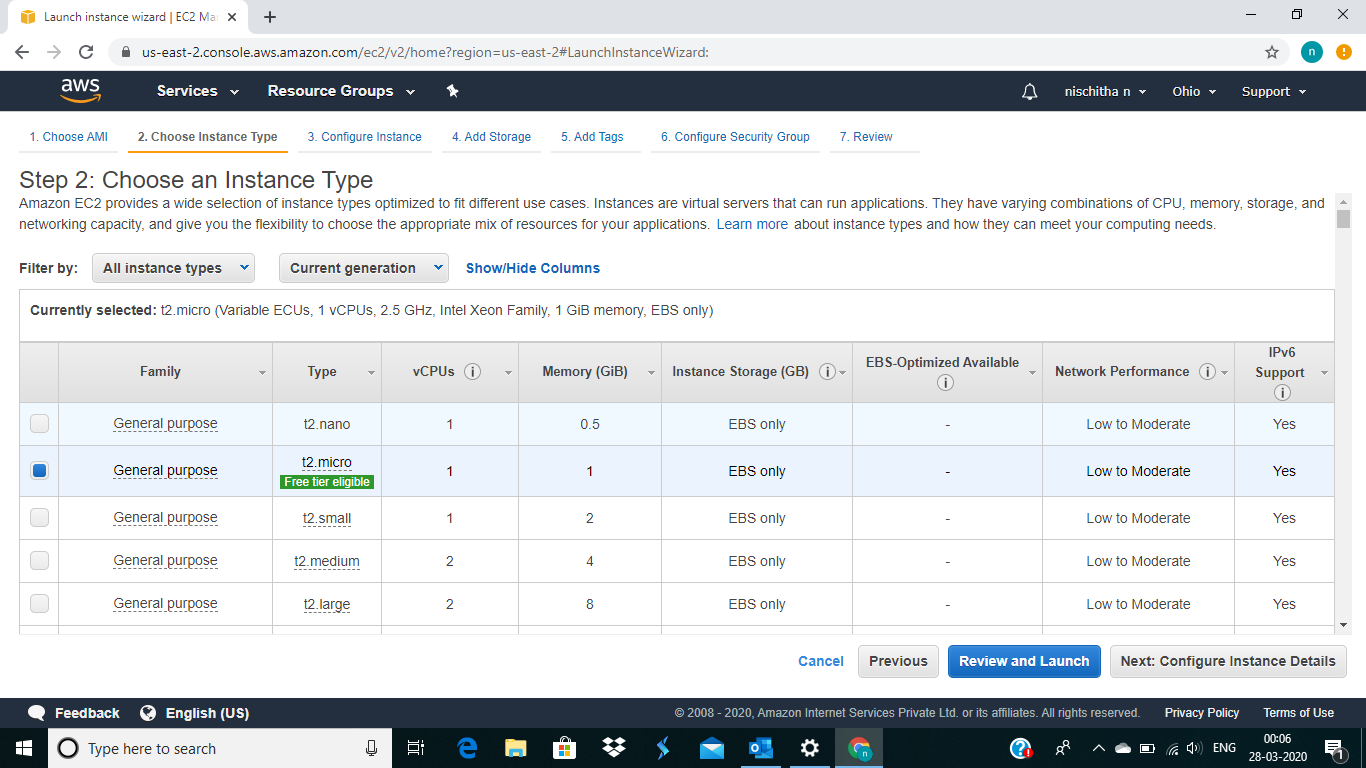 Launch instance wizard | EC2 Ma
us-east-2.console.aws.amazon.com/ec2/v2/home?region=us-east-2#LaunchInstanceWizard:
n
aws Services Resource Groups nischitha n Ohio Support
1. Choose AMI 2. Choose Instance Type 3. Configure Instance 4. Add Storage 5. Add Tags 6. Configure Security Group 7. Review
Step 2: Choose an Instance Type
Amazon EC2 provides a wide selection of instance types optimized to fit different use cases. Instances are virtual servers that can run applications. They have varying combinations of CPU, memory, storage, and
networking capacity, and give you the flexibility to choose the appropriate mix of resources for your applications. Learn more about instance types and how they can meet your computing needs.
Filter by: All instance types Current generation Show/Hide Columns
Currently selected: t2.micro (Variable ECUs, 1 vCPUs, 2.5 GHz, Intel Xeon Family, 1 GiB memory, EBS only)
Family Type vCPUs Memory (GiB) Instance Storage (GB) EBS-Optimized Available Network Performance IPv6 Support
General purpose t2.nano 1 0.5 EBS only - Low to Moderate Yes
General purpose t2.micro 1 1 EBS only - Low to Moderate Yes
Free tier eligible
General purpose t2.small 1 2 EBS only - Low to Moderate Yes
General purpose t2.medium 2 4 EBS only - Low to Moderate Yes
General purpose t2.large 2 8 EBS only - Low to Moderate Yes
Cancel Previous Review and Launch Next: Configure Instance Details
Feedback English (US) © 2008 - 2020, Amazon Internet Services Private Ltd. or its affiliates. All rights reserved. Privacy Policy Terms of Use
Type here to search ENG 00:06
28-03-2020 1